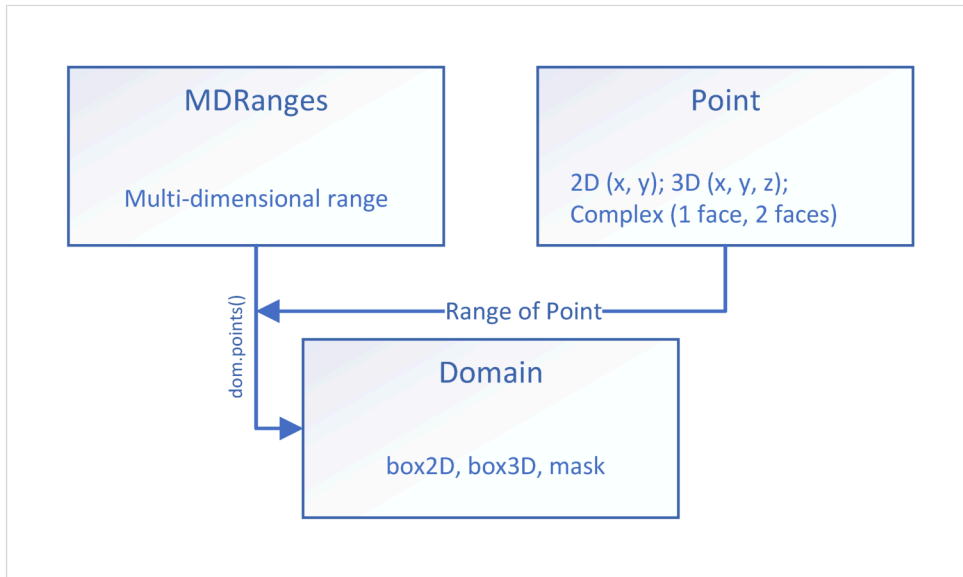 MDRanges
Multi-dimensional range
Point
2D (x, y); 3D (x, y, z);
Complex (1 face, 2 faces)
dom.points()
Range of Point
Domain
box2D, box3D, mask